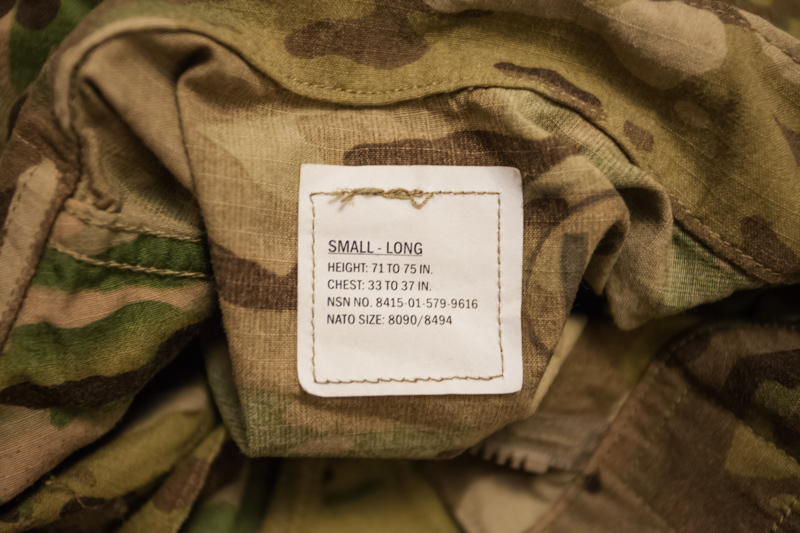 SMALL - LONG
HEIGHT: 71 TO 75 IN.
CHEST: 33 TO 37 IN.
NSN NO. 8415-01-579-9616
NATO SIZE: 8090/8494